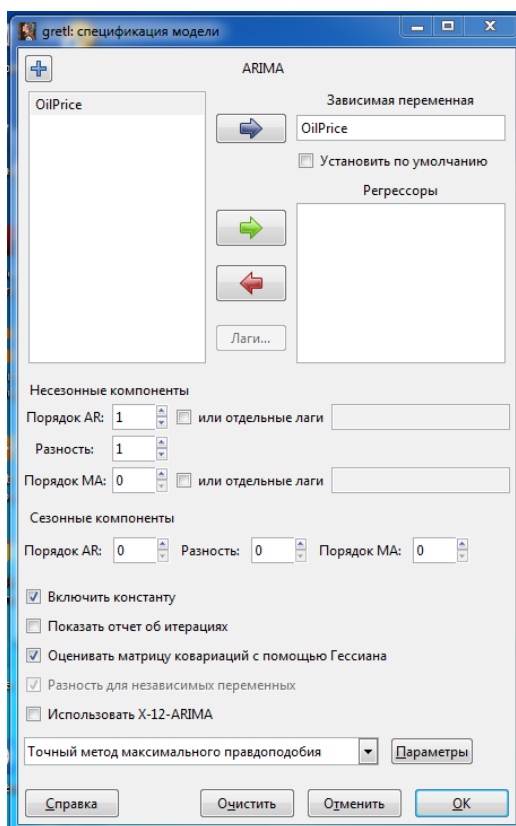 gretl: спецификация модели
ARIMA
OilPrice
Зависимая переменная
OilPrice
Установить по умолчанию
Регрессоры
Лаги...
Несезонные компоненты
Порядок AR: 1 или отдельные лаги
Разность: 1
Порядок MA: 0 или отдельные лаги
Сезонные компоненты
Порядок AR: 0 Разность: 0 Порядок MA: 0
Включить константу
Показать отчет об итерациях
Оценивать матрицу ковариаций с помощью Гессиана
Разность для независимых переменных
Использовать X-12-ARIMA
Точный метод максимального правдоподобия Параметры
Справка Очистить Отменить OK